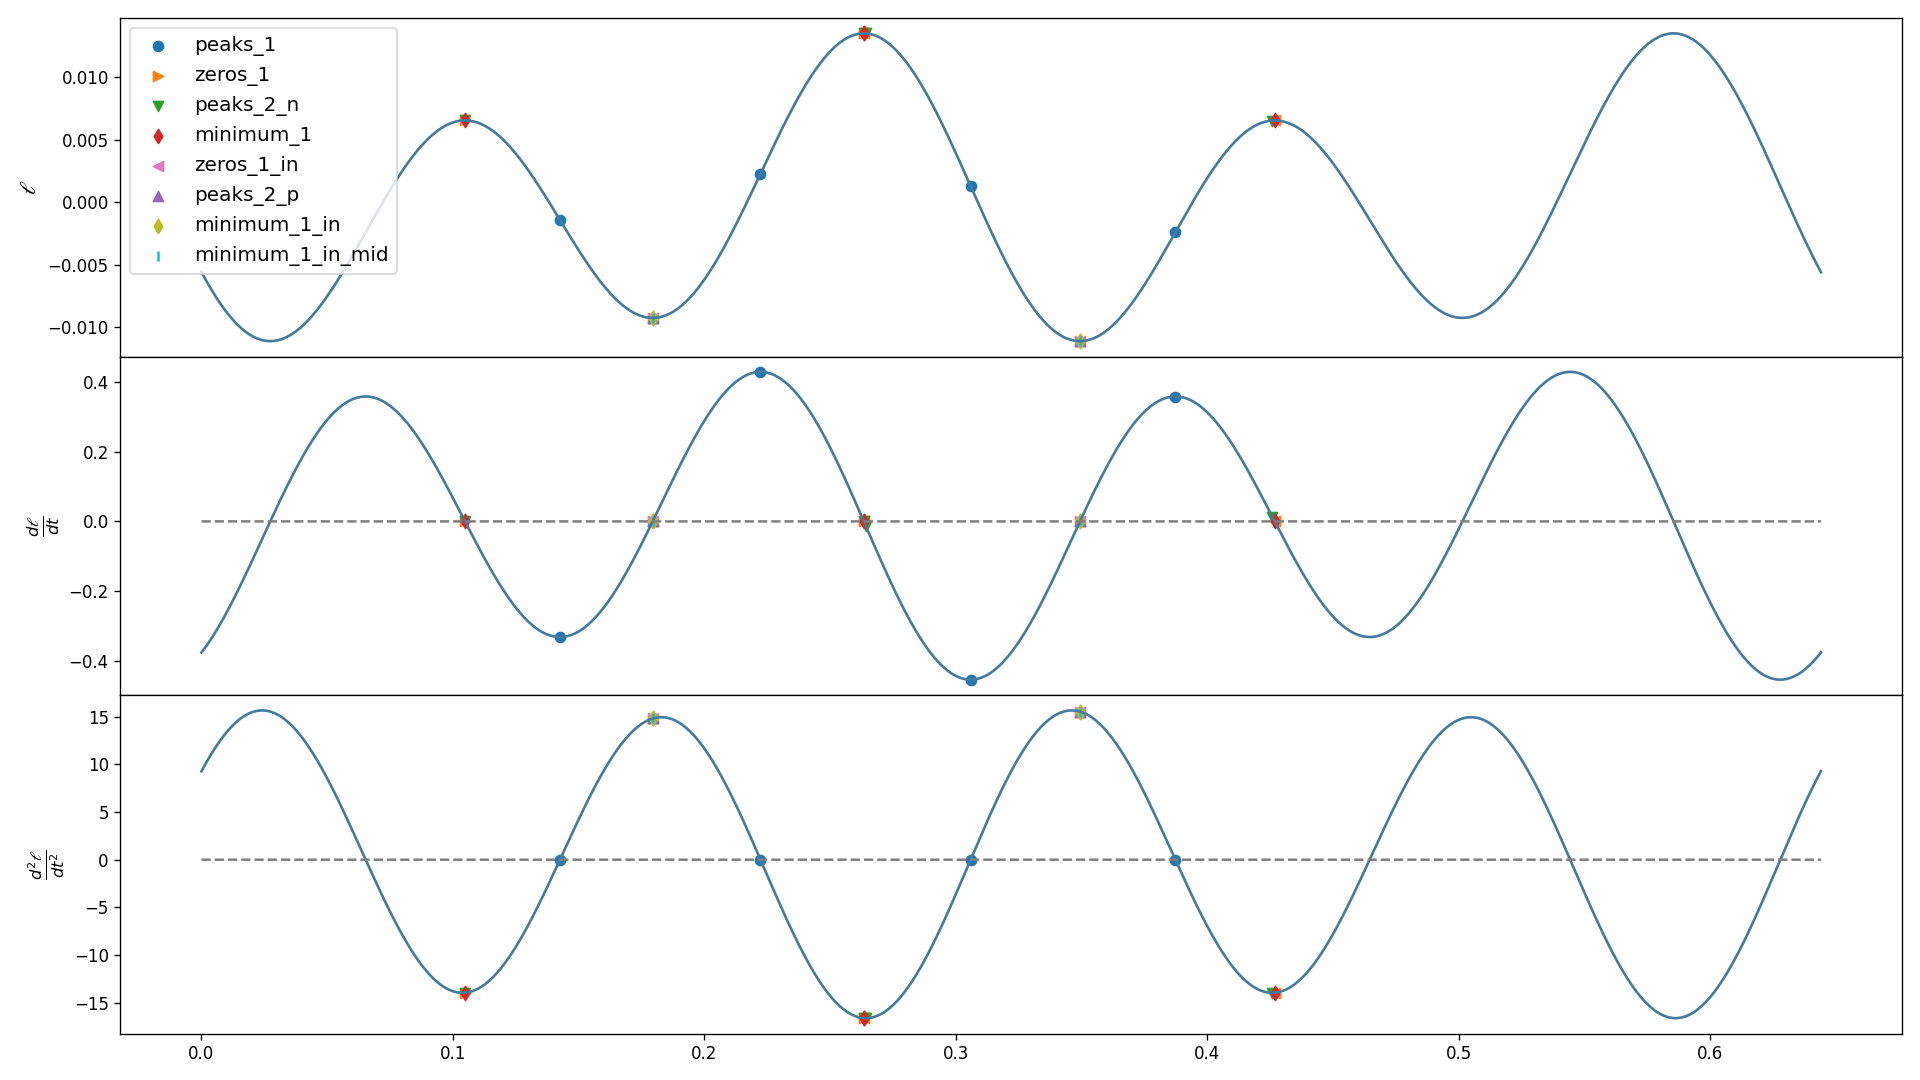 peaks_1
zeros_1
peaks_2_n
minimum_1
zeros_1_in
peaks_2_p
minimum_1_in
minimum_1_in_mid
0.010
0.005
0.000
−0.005
−0.010
ℓ
0.4
0.2
0.0
−0.2
−0.4
dℓ/dt
15
10
5
0
−5
−10
−15
d²ℓ/dt²
0.0 0.1 0.2 0.3 0.4 0.5 0.6